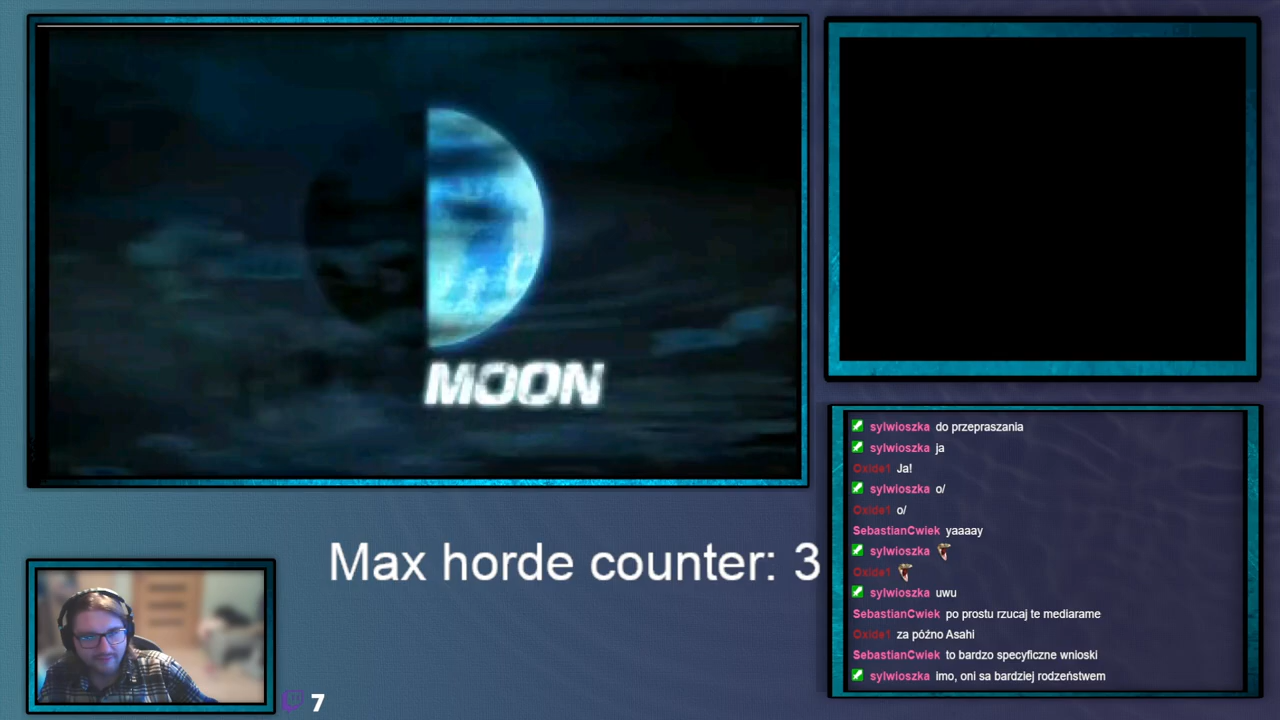 MOON
Max horde counter: 3
7
sylwioszka do przepraszania
sylwioszka ja
Oxide1 Ja!
sylwioszka o/
Oxide1 o/
SebastianCwiek yaaaay
sylwioszka
Oxide1
sylwioszka uwu
SebastianCwiek po prostu rzucaj te mediarame
Oxide1 za późno Asahi
SebastianCwiek to bardzo specyficzne wnioski
sylwioszka imo, oni sa bardziej rodzeństwem